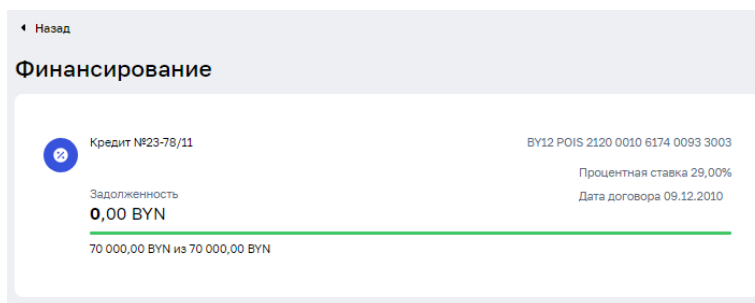 Назад
Финансирование
Кредит №23-78/11
BY12 POIS 2120 0010 6174 0093 3003
Процентная ставка 29,00%
Задолженность
Дата договора 09.12.2010
0,00 BYN
70 000,00 BYN из 70 000,00 BYN